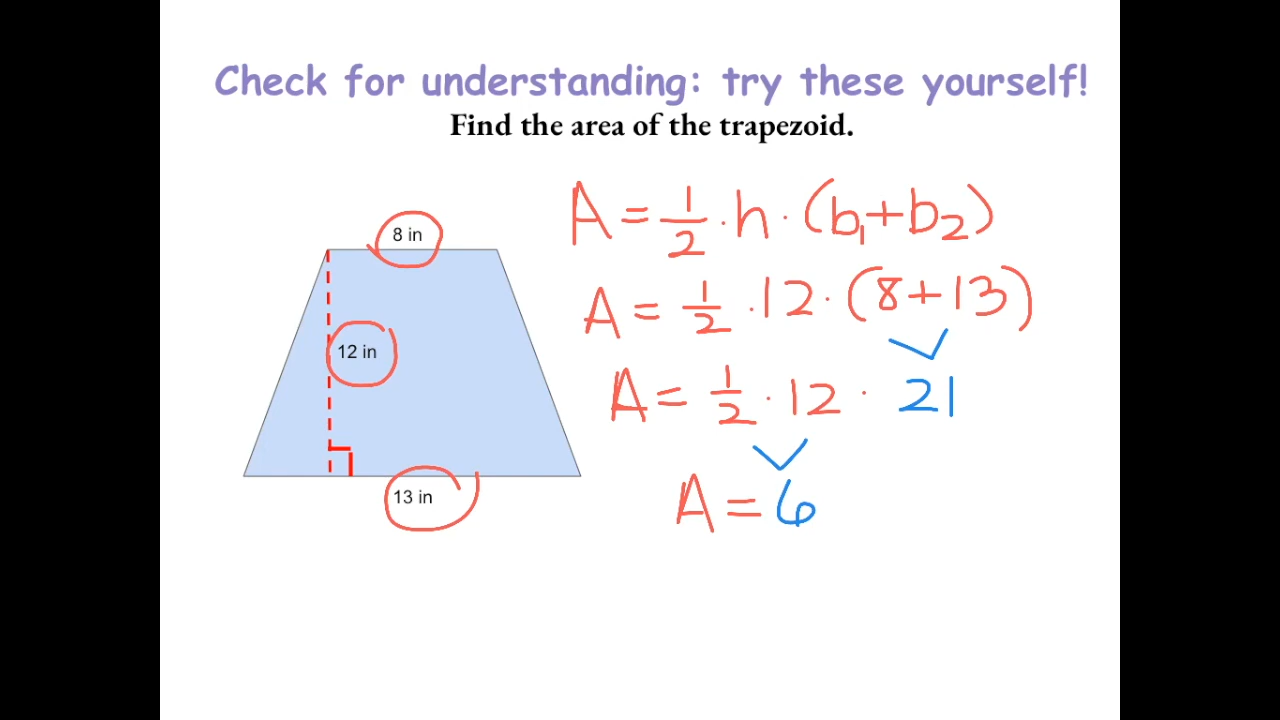 Check for understanding: try these yourself!
Find the area of the trapezoid.
8 in
12 in
13 in
A = 1/2 · h · (b₁+b₂)
A = 1/2 · 12 · (8+13)
A = 1/2 · 12 · 21
A = 6